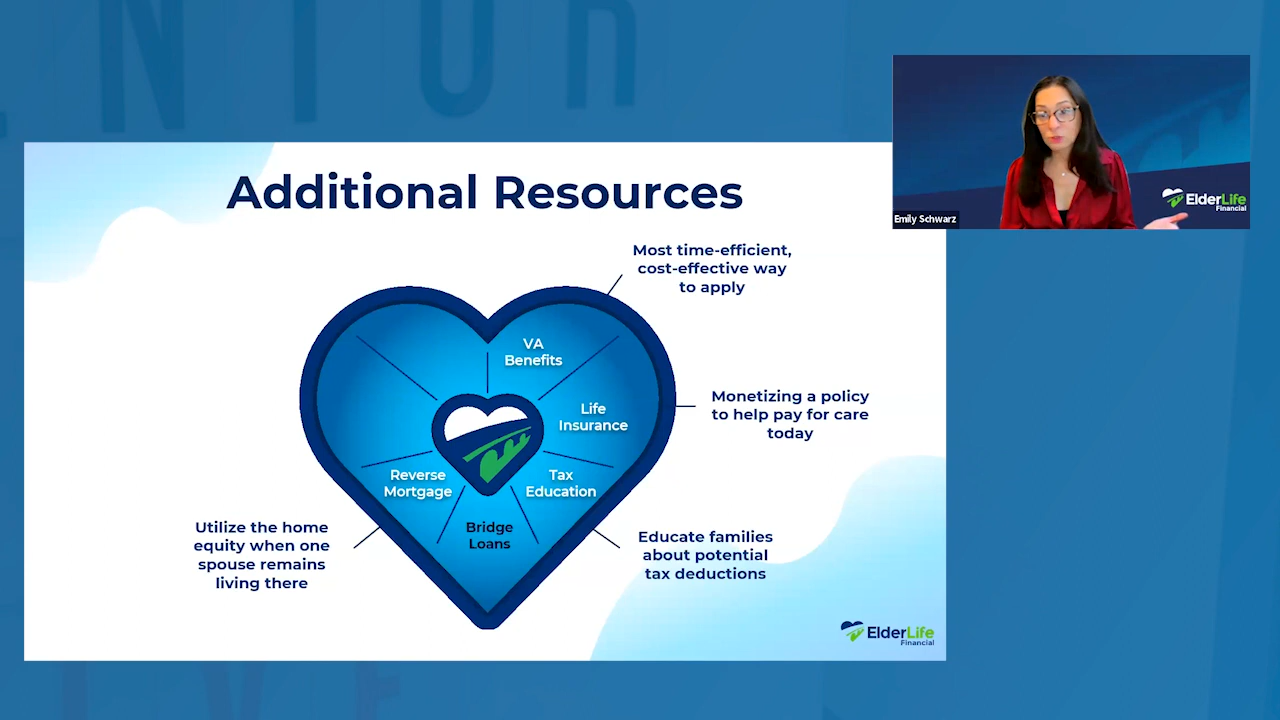 Additional Resources
Most time-efficient,
cost-effective way
to apply
VA
Benefits
Life
Insurance
Monetizing a policy
to help pay for care
today
Reverse
Mortgage
Tax
Education
Bridge
Loans
Utilize the home
equity when one
spouse remains
living there
Educate families
about potential
tax deductions
ElderLife
Financial
Emily Schwarz
ElderLife
Financial